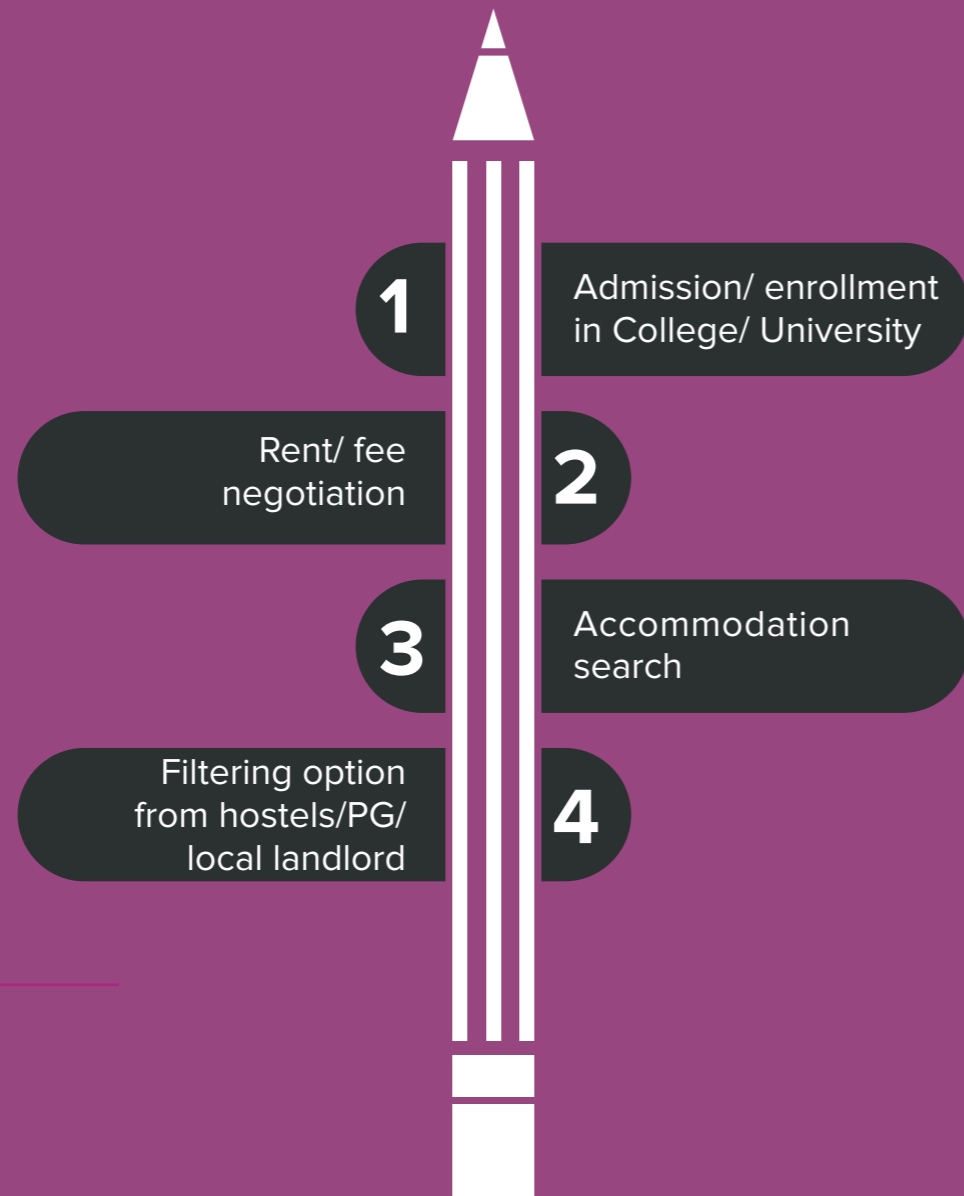 1
Admission/ enrollment
in College/ University
Rent/ fee
negotiation
2
3
Accommodation
search
Filtering option
from hostels/PG/
local landlord
4